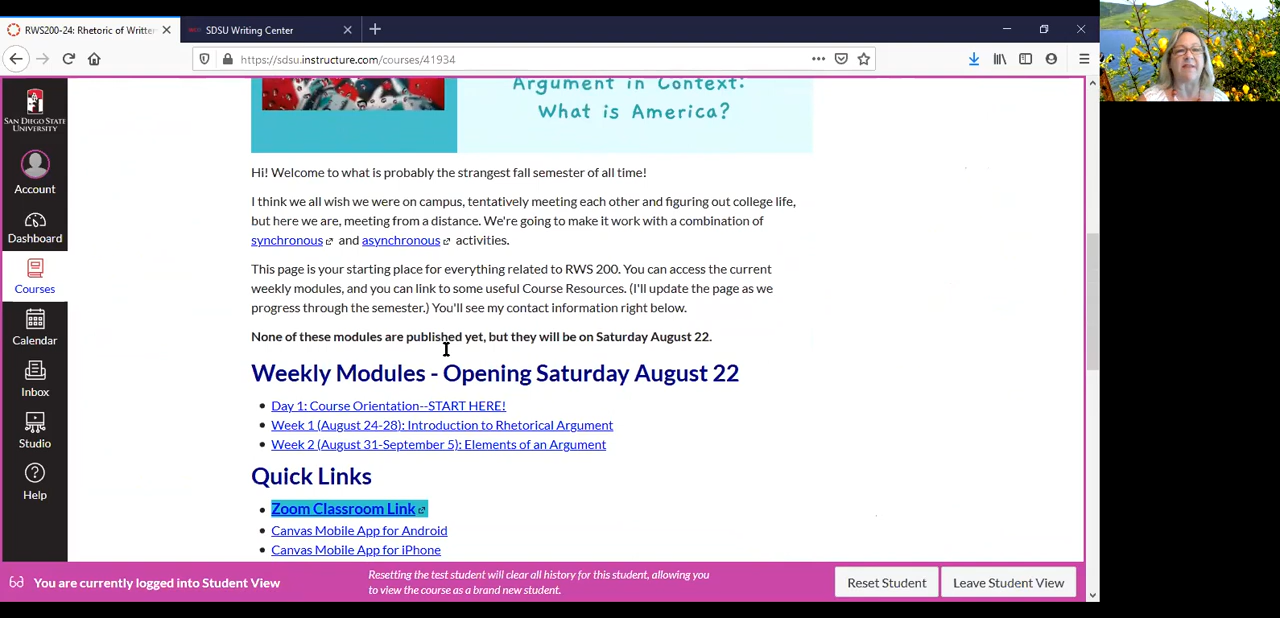 RWS200-24: Rhetoric of Writte
SDSU Writing Center
https://sdsu.instructure.com/courses/41934
SAN DIEGO STATE
UNIVERSITY
Account
Dashboard
Courses
Calendar
Inbox
Studio
Help
Argument in Context:
What is America?
Hi! Welcome to what is probably the strangest fall semester of all time!
I think we all wish we were on campus, tentatively meeting each other and figuring out college life,
but here we are, meeting from a distance. We're going to make it work with a combination of
synchronous and asynchronous activities.
This page is your starting place for everything related to RWS 200. You can access the current
weekly modules, and you can link to some useful Course Resources. (I'll update the page as we
progress through the semester.) You'll see my contact information right below.
None of these modules are published yet, but they will be on Saturday August 22.
Weekly Modules - Opening Saturday August 22
Day 1: Course Orientation--START HERE!
Week 1 (August 24-28): Introduction to Rhetorical Argument
Week 2 (August 31-September 5): Elements of an Argument
Quick Links
Zoom Classroom Link
Canvas Mobile App for Android
Canvas Mobile App for iPhone
You are currently logged into Student View
Resetting the test student will clear all history for this student, allowing you
to view the course as a brand new student.
Reset Student
Leave Student View